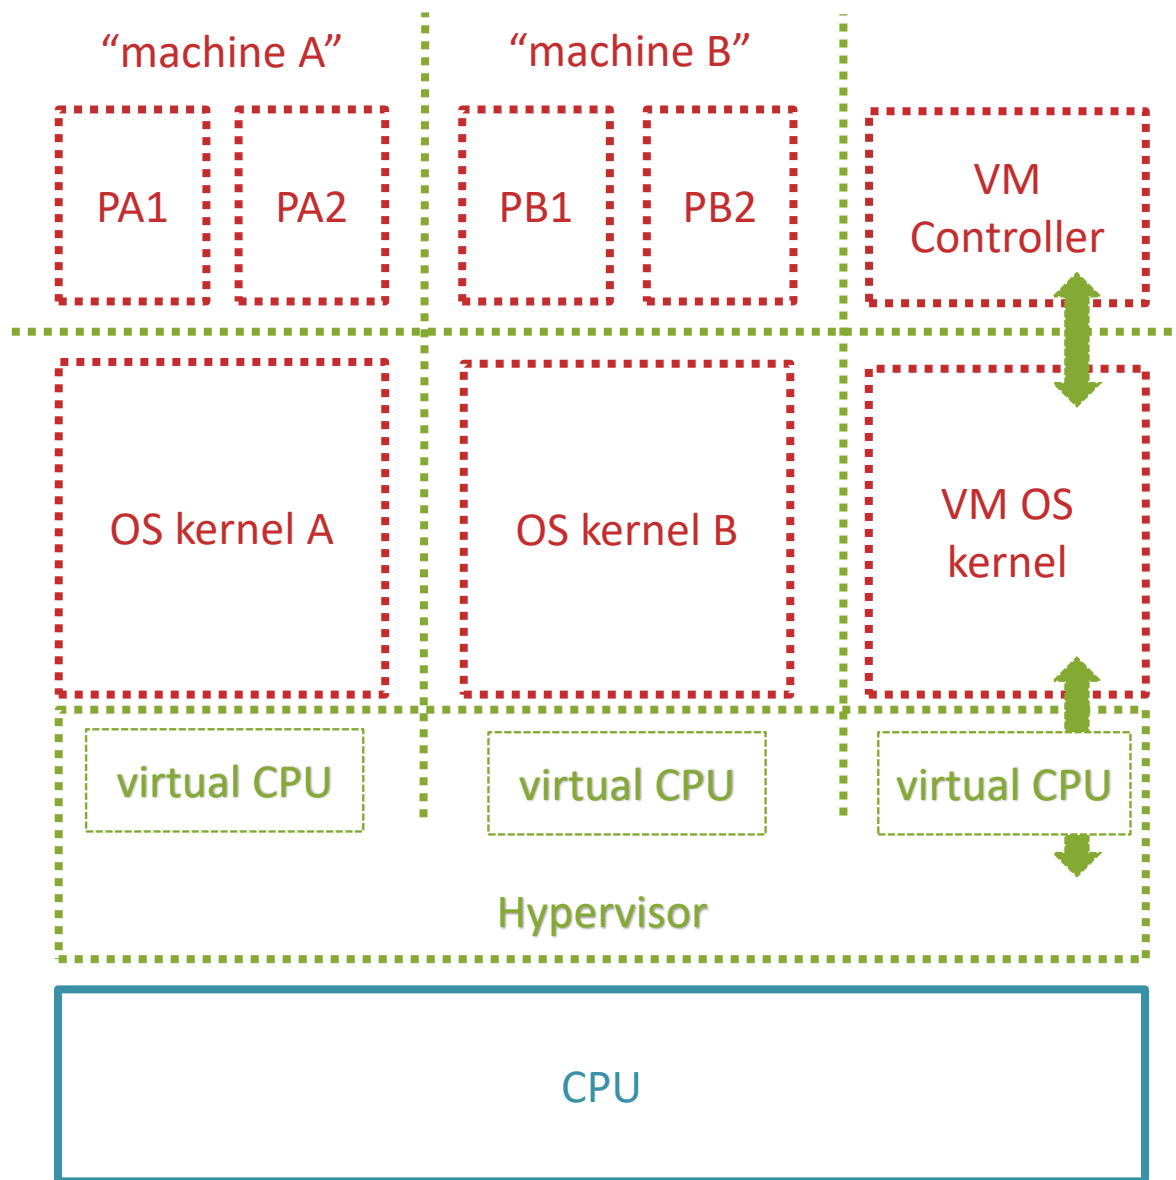 “machine A”
“machine B”
PA1
PA2
PB1
PB2
VM
Controller
OS kernel A
OS kernel B
VM OS
kernel
virtual CPU
virtual CPU
virtual CPU
Hypervisor
CPU